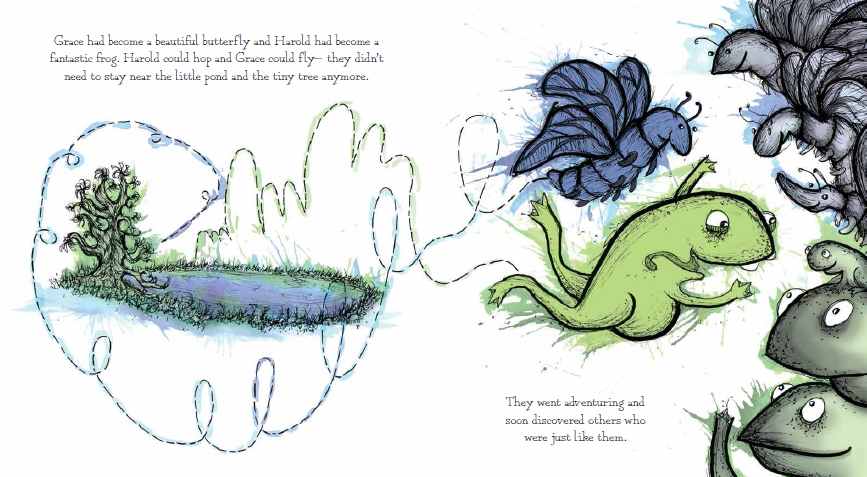 Grace had become a beautiful butterfly and Harold had become a
fantastic frog. Harold could hop and Grace could fly— they didn't
need to stay near the little pond and the tiny tree anymore.
They went adventuring and
soon discovered others who
were just like them.